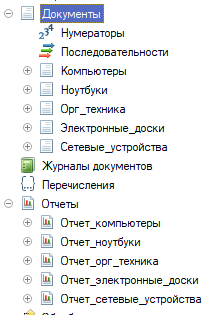 Документы
Нумераторы
Последовательности
Компьютеры
Ноутбуки
Орг_техника
Электронные_доски
Сетевые_устройства
Журналы документов
Перечисления
Отчеты
Отчет_компьютеры
Отчет_ноутбуки
Отчет_орг_техника
Отчет_электронные_доски
Отчет_сетевые_устройства